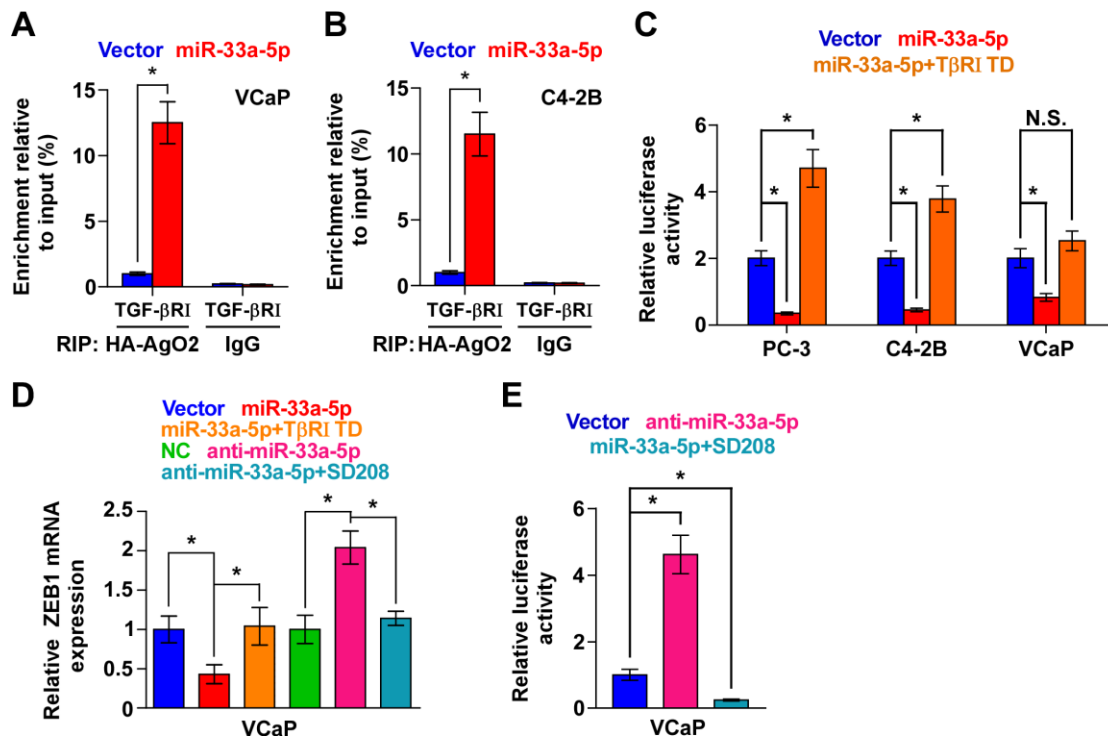 A
Vector miR-33a-5p
VCaP
*
Enrichment relative
to input (%)
15
10
5
0
TGF-βRI TGF-βRI
RIP: HA-AgO2 IgG
B
Vector miR-33a-5p
C4-2B
*
Enrichment relative
to input (%)
15
10
5
0
TGF-βRI TGF-βRI
RIP: HA-AgO2 IgG
C
Vector miR-33a-5p
miR-33a-5p+TβRI TD
Relative luciferase
activity
6
4
2
0
* * N.S.
* * *
PC-3 C4-2B VCaP
D
Vector miR-33a-5p
miR-33a-5p+TβRI TD
NC anti-miR-33a-5p
anti-miR-33a-5p+SD208
Relative ZEB1 mRNA
expression
2.5
2
1.5
1
0.5
0
* * * *
VCaP
E
Vector anti-miR-33a-5p
miR-33a-5p+SD208
Relative luciferase
activity
6
4
2
0
*
*
VCaP